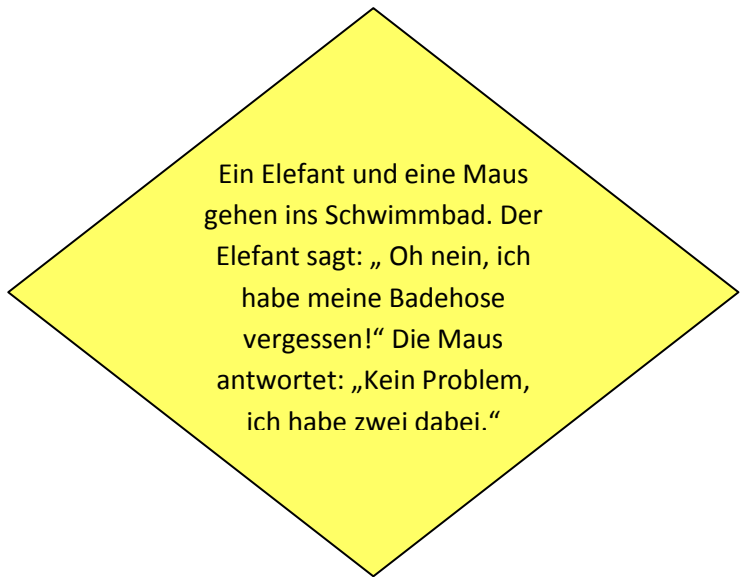 Ein Elefant und eine Maus
gehen ins Schwimmbad. Der
Elefant sagt: „ Oh nein, ich
habe meine Badehose
vergessen!“ Die Maus
antwortet: „Kein Problem,
ich habe zwei dabei.“